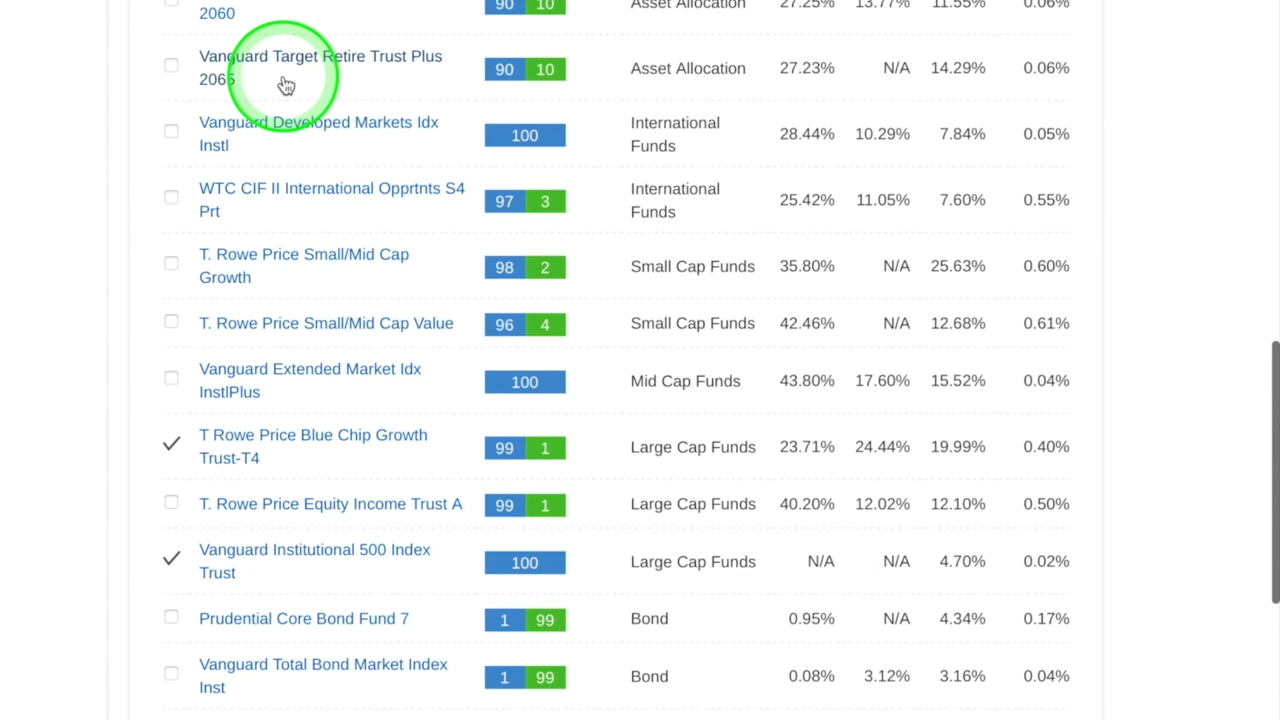 2060 90 10 Asset Allocation 27.25% 13.77% 11.55% 0.06%
Vanguard Target Retire Trust Plus
2065 90 10 Asset Allocation 27.23% N/A 14.29% 0.06%
Vanguard Developed Markets Idx
Instl 100 International
Funds 28.44% 10.29% 7.84% 0.05%
WTC CIF II International Opprtnts S4
Prt 97 3 International
Funds 25.42% 11.05% 7.60% 0.55%
T. Rowe Price Small/Mid Cap
Growth 98 2 Small Cap Funds 35.80% N/A 25.63% 0.60%
T. Rowe Price Small/Mid Cap Value 96 4 Small Cap Funds 42.46% N/A 12.68% 0.61%
Vanguard Extended Market Idx
InstlPlus 100 Mid Cap Funds 43.80% 17.60% 15.52% 0.04%
T Rowe Price Blue Chip Growth
Trust-T4 99 1 Large Cap Funds 23.71% 24.44% 19.99% 0.40%
T. Rowe Price Equity Income Trust A 99 1 Large Cap Funds 40.20% 12.02% 12.10% 0.50%
Vanguard Institutional 500 Index
Trust 100 Large Cap Funds N/A N/A 4.70% 0.02%
Prudential Core Bond Fund 7 1 99 Bond 0.95% N/A 4.34% 0.17%
Vanguard Total Bond Market Index
Inst 1 99 Bond 0.08% 3.12% 3.16% 0.04%